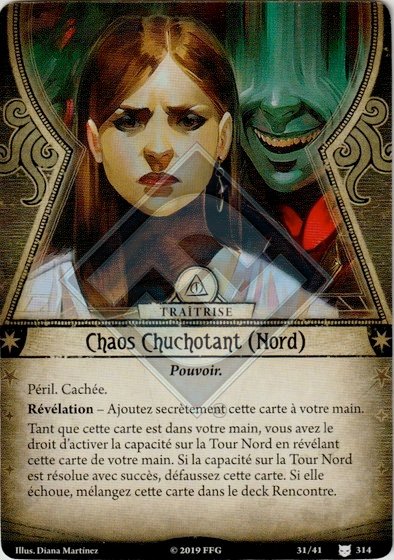 TRAÎTRISE
Chaos Chuchotant (Nord)
Pouvoir.
Péril. Cachée.
Révélation – Ajoutez secrètement cette carte à votre main.
Tant que cette carte est dans votre main, vous avez le
droit d'activer la capacité sur la Tour Nord en révélant
cette carte de votre main. Si la capacité sur la Tour Nord
est résolue avec succès, défaussez cette carte. Si elle
échoue, mélangez cette carte dans le deck Rencontre.
Illus. Diana Martínez © 2019 FFG 31/41 314